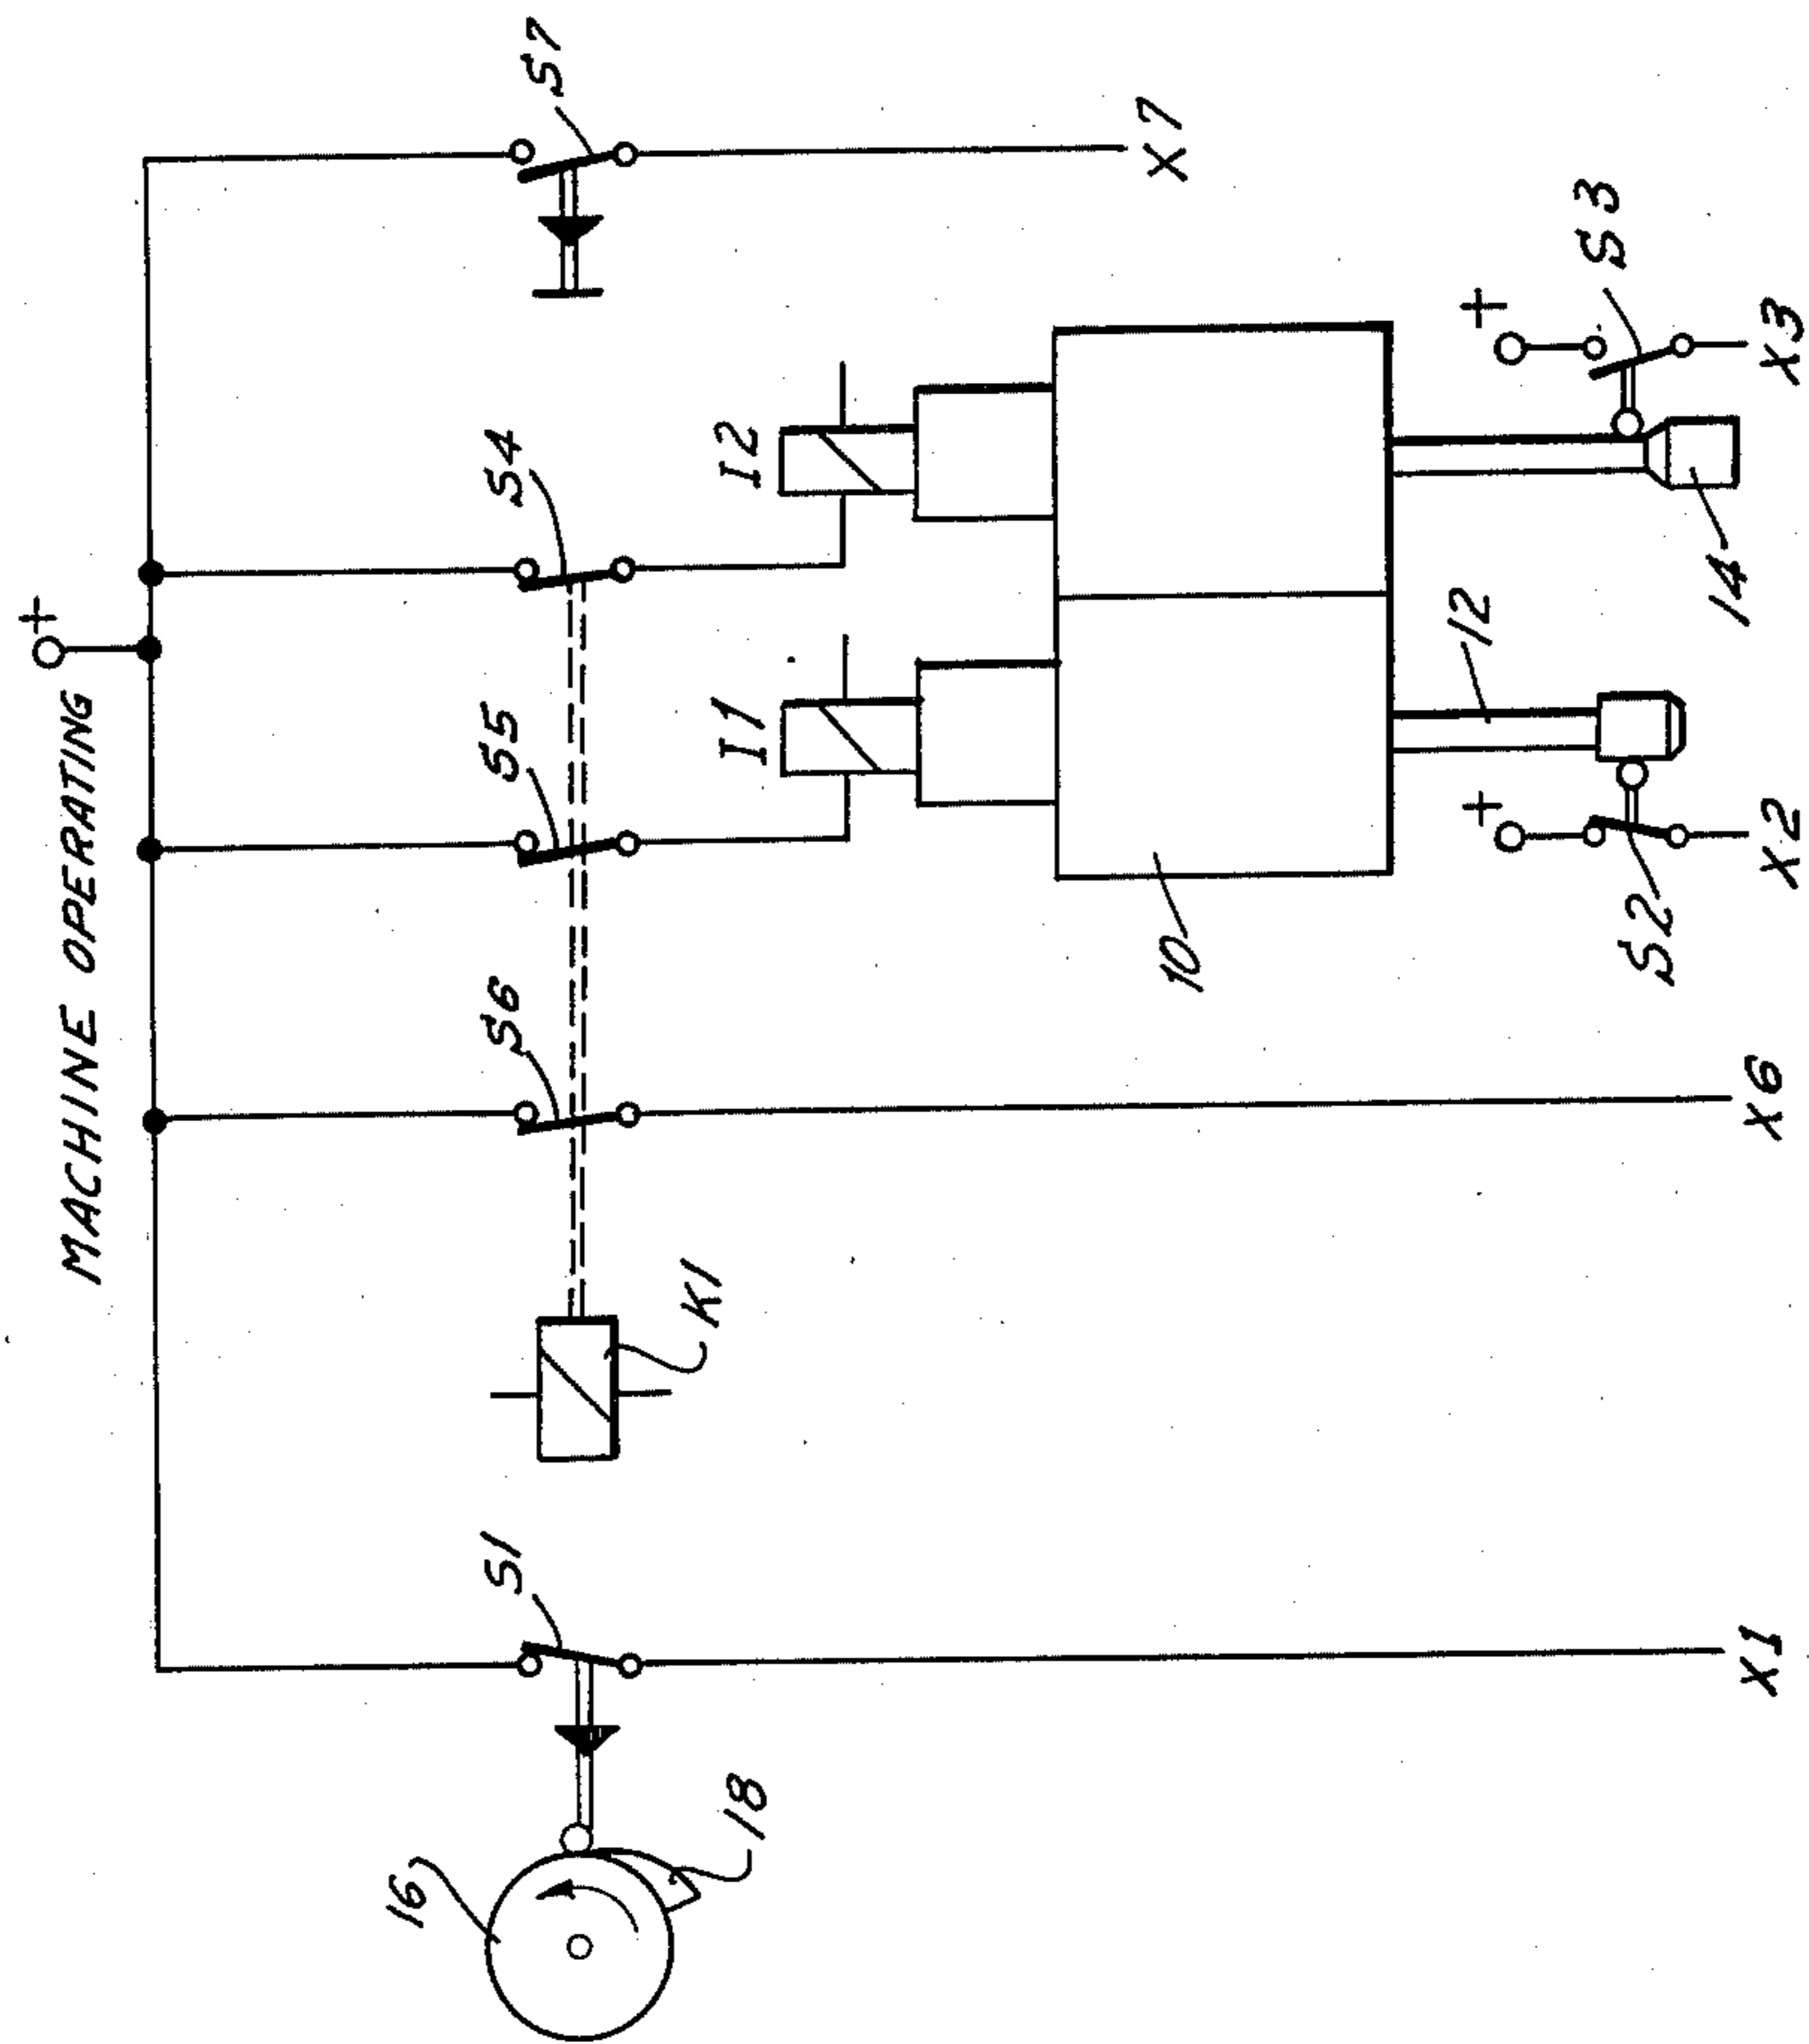 MACHINE OPERATING
+
S1
S6
S5
S4
S7
K1
I1
I2
16
18
10
12
14
S2
S3
+
+
X1
X6
X2
X3
X7